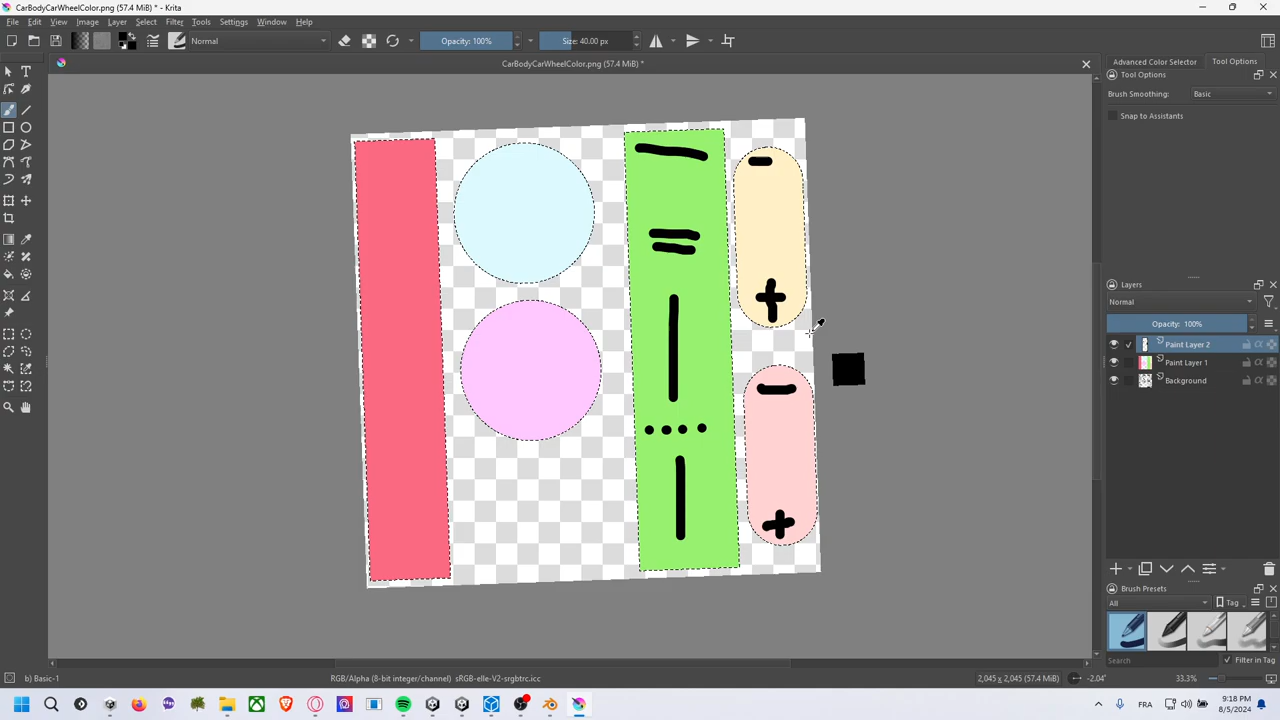 CarBodyCarWheelColor.png (57.4 MiB) * - Krita
File Edit View Image Layer Select Filter Tools Settings Window Help
Normal Opacity: 100% Size: 40.00 px
CarBodyCarWheelColor.png (57.4 MiB) *
Advanced Color Selector Tool Options
Tool Options
Brush Smoothing: Basic
Snap to Assistants
Layers
Normal
Opacity: 100%
Paint Layer 2
Paint Layer 1
Background
Brush Presets
All Tag
Search Filter in Tag
b) Basic-1 RGB/Alpha (8-bit integer/channel) sRGB-elle-V2-srgbtrc.icc 2,045 x 2,045 (57.4 MiB) -2.04° 33.3%
FRA 9:18 PM
8/5/2024